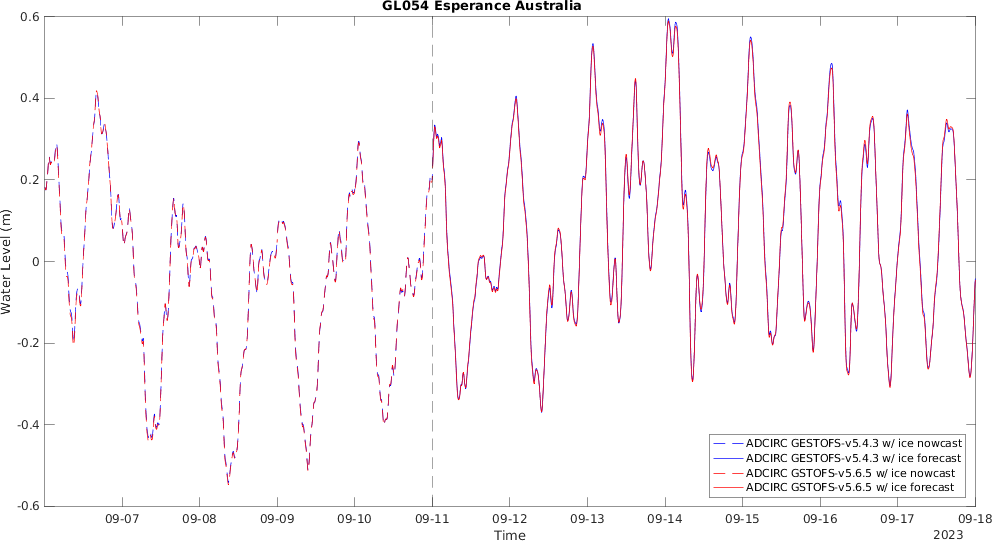 GL054 Esperance Australia
Water Level (m)
0.6
0.4
0.2
0
-0.2
-0.4
-0.6
09-07 09-08 09-09 09-10 09-11 09-12 09-13 09-14 09-15 09-16 09-17 09-18
Time
2023
ADCIRC GESTOFS-v5.4.3 w/ ice nowcast
ADCIRC GESTOFS-v5.4.3 w/ ice forecast
ADCIRC GSTOFS-v5.6.5 w/ ice nowcast
ADCIRC GSTOFS-v5.6.5 w/ ice forecast